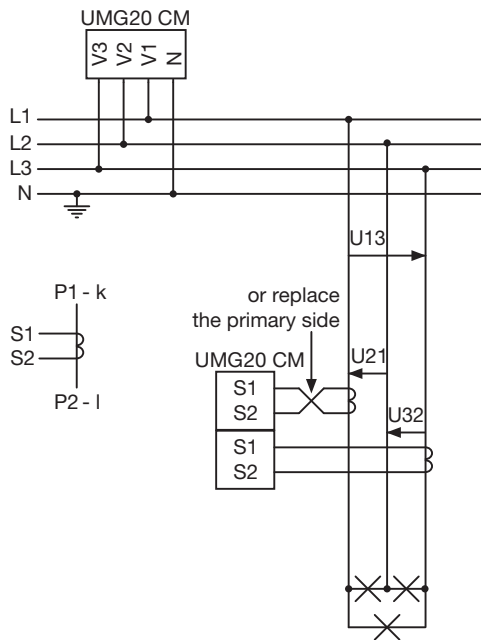 UMG20 CM
V3 V2 V1 N
L1
L2
L3
N
U13
P1 - k
or replace
the primary side
S1
S2
UMG20 CM
U21
P2 - l
S1
S2
U32
S1
S2